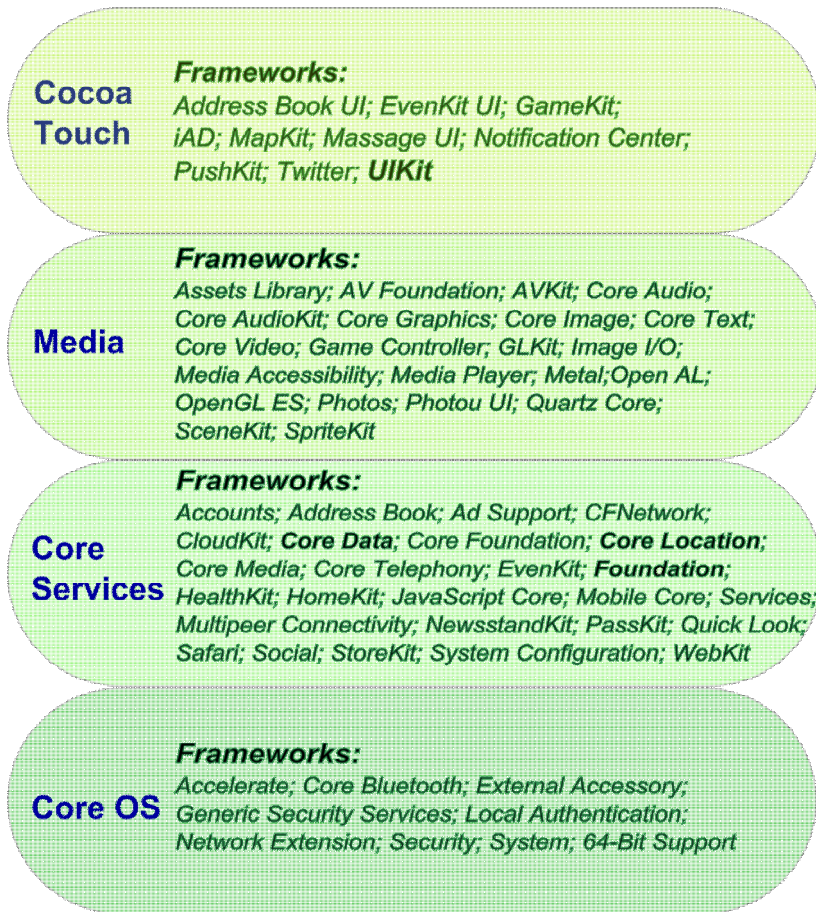 Cocoa
Touch
Frameworks:
Address Book UI; EvenKit UI; GameKit;
iAD; MapKit; Massage UI; Notification Center;
PushKit; Twitter; UIKit
Media
Frameworks:
Assets Library; AV Foundation; AVKit; Core Audio;
Core AudioKit; Core Graphics; Core Image; Core Text;
Core Video; Game Controller; GLKit; Image I/O;
Media Accessibility; Media Player; Metal;Open AL;
OpenGL ES; Photos; Photou UI; Quartz Core;
SceneKit; SpriteKit
Core
Services
Frameworks:
Accounts; Address Book; Ad Support; CFNetwork;
CloudKit; Core Data; Core Foundation; Core Location;
Core Media; Core Telephony; EvenKit; Foundation;
HealthKit; HomeKit; JavaScript Core; Mobile Core; Services;
Multipeer Connectivity; NewsstandKit; PassKit; Quick Look;
Safari; Social; StoreKit; System Configuration; WebKit
Core OS
Frameworks:
Accelerate; Core Bluetooth; External Accessory;
Generic Security Services; Local Authentication;
Network Extension; Security; System; 64-Bit Support